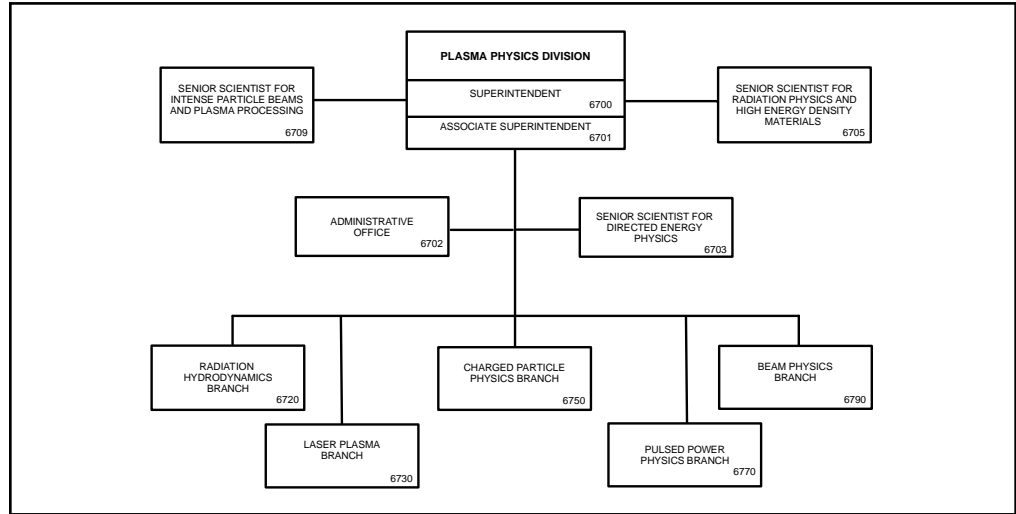 PLASMA PHYSICS DIVISION
SUPERINTENDENT
6700
ASSOCIATE SUPERINTENDENT
6701
SENIOR SCIENTIST FOR
INTENSE PARTICLE BEAMS
AND PLASMA PROCESSING
6709
SENIOR SCIENTIST FOR
RADIATION PHYSICS AND
HIGH ENERGY DENSITY
MATERIALS
6705
ADMINISTRATIVE
OFFICE
6702
SENIOR SCIENTIST FOR
DIRECTED ENERGY
PHYSICS
6703
RADIATION
HYDRODYNAMICS
BRANCH
6720
LASER PLASMA
BRANCH
6730
CHARGED PARTICLE
PHYSICS BRANCH
6750
PULSED POWER
PHYSICS BRANCH
6770
BEAM PHYSICS
BRANCH
6790